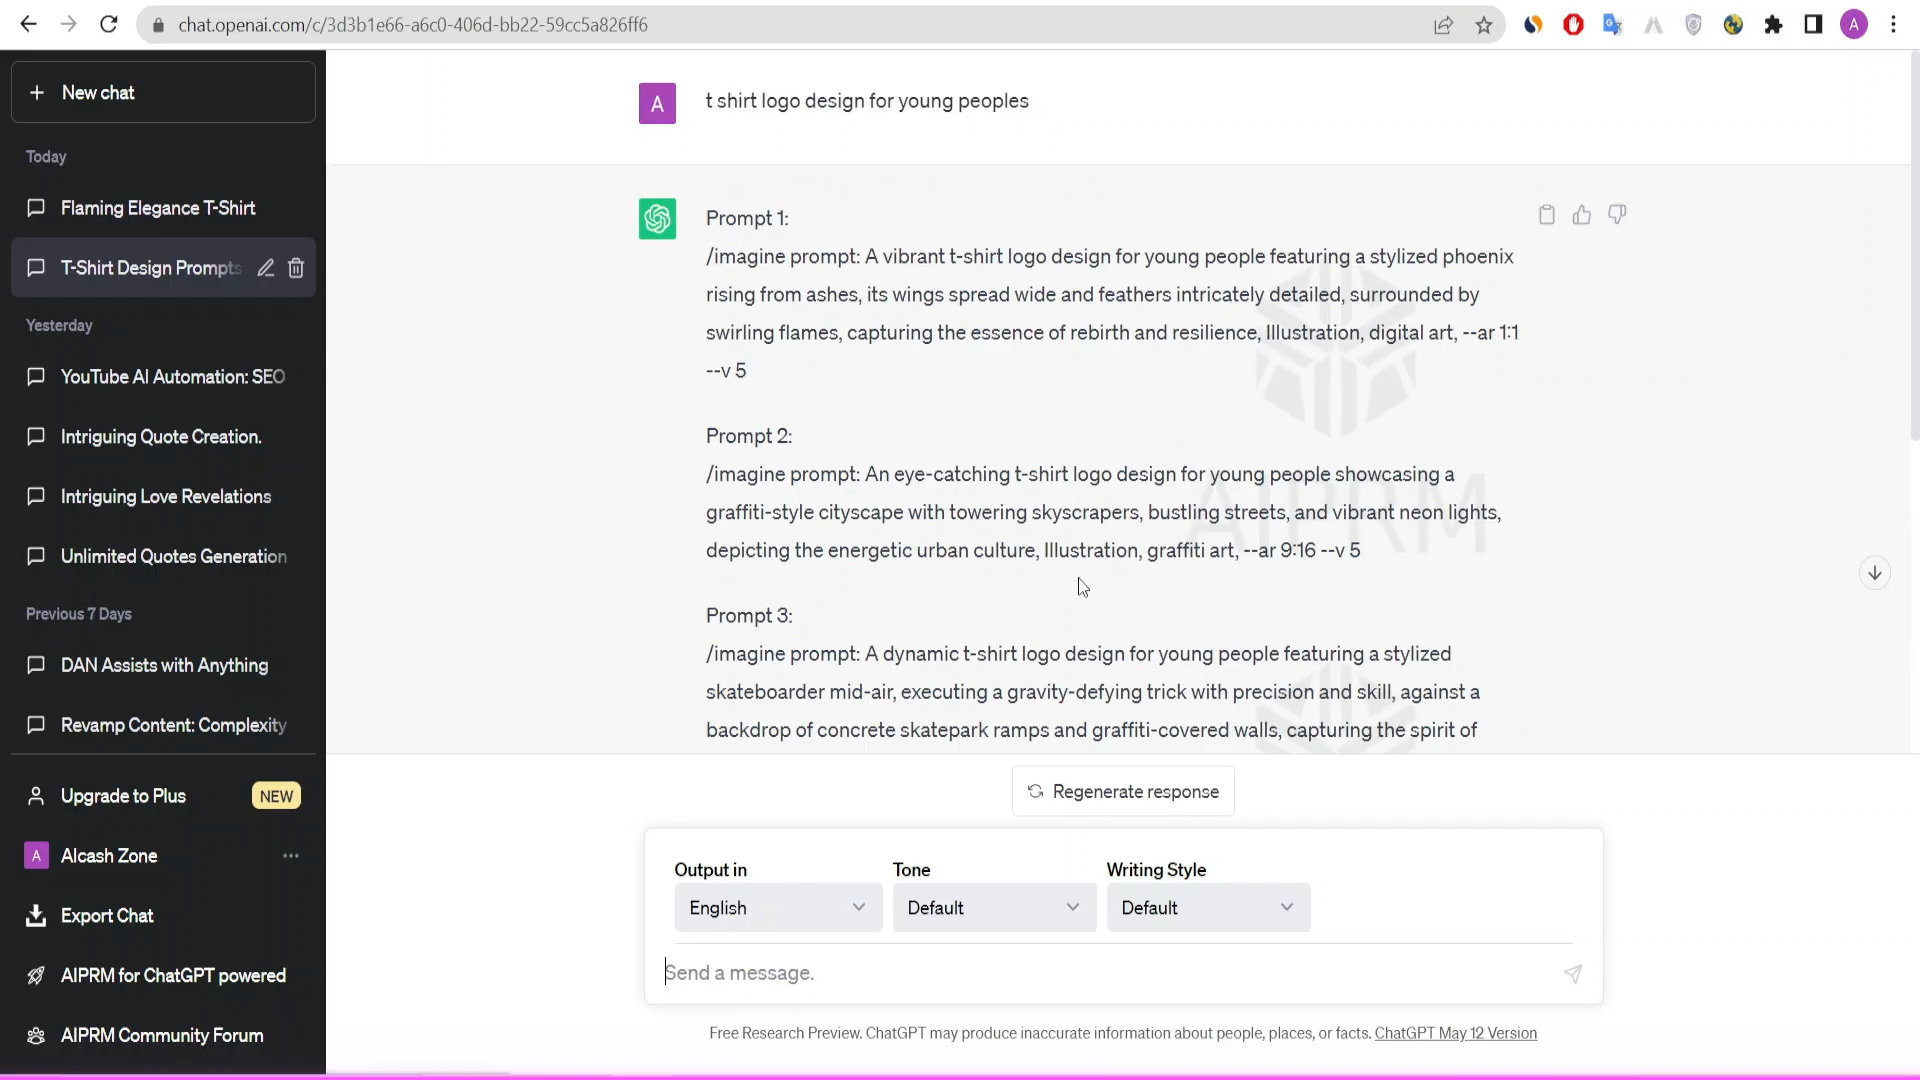 chat.openai.com/c/3d3b1e66-a6c0-406d-bb22-59cc5a826ff6
A
New chat
Today
Flaming Elegance T-Shirt
T-Shirt Design Prompts
Yesterday
YouTube AI Automation: SEO
Intriguing Quote Creation.
Intriguing Love Revelations
Unlimited Quotes Generation
Previous 7 Days
DAN Assists with Anything
Revamp Content: Complexity
Upgrade to Plus NEW
A Alcash Zone
Export Chat
AIPRM for ChatGPT powered
AIPRM Community Forum
A t shirt logo design for young peoples
Prompt 1:
/imagine prompt: A vibrant t-shirt logo design for young people featuring a stylized phoenix
rising from ashes, its wings spread wide and feathers intricately detailed, surrounded by
swirling flames, capturing the essence of rebirth and resilience, Illustration, digital art, --ar 1:1
--v 5
Prompt 2:
/imagine prompt: An eye-catching t-shirt logo design for young people showcasing a
graffiti-style cityscape with towering skyscrapers, bustling streets, and vibrant neon lights,
depicting the energetic urban culture, Illustration, graffiti art, --ar 9:16 --v 5
AIPRM
Prompt 3:
/imagine prompt: A dynamic t-shirt logo design for young people featuring a stylized
skateboarder mid-air, executing a gravity-defying trick with precision and skill, against a
backdrop of concrete skatepark ramps and graffiti-covered walls, capturing the spirit of
Regenerate response
Output in Tone Writing Style
English Default Default
Send a message.
Free Research Preview. ChatGPT may produce inaccurate information about people, places, or facts. ChatGPT May 12 Version